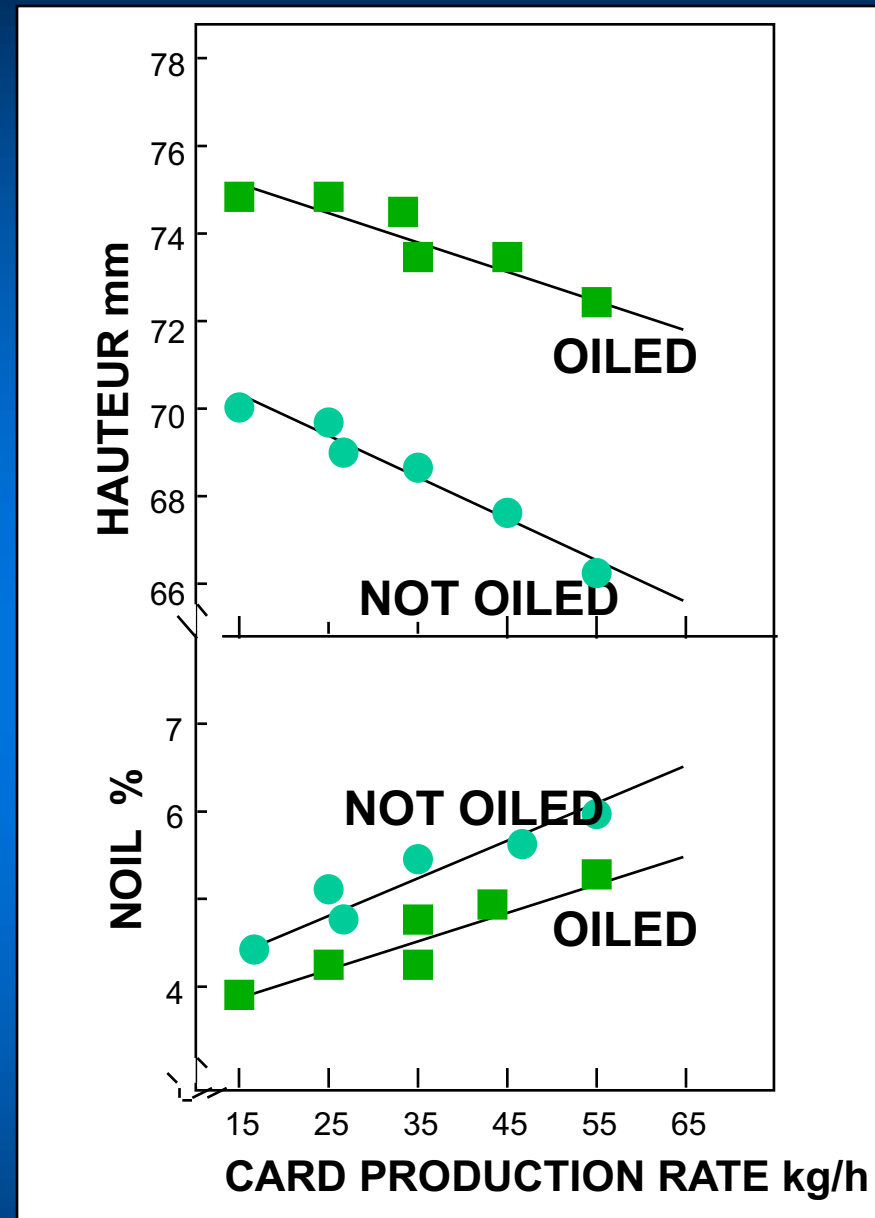 78
76
74
72
70
68
66
HAUTEUR mm
OILED
NOT OILED
7
6
4
NOIL %
NOT OILED
OILED
15 25 35 45 55 65
CARD PRODUCTION RATE kg/h